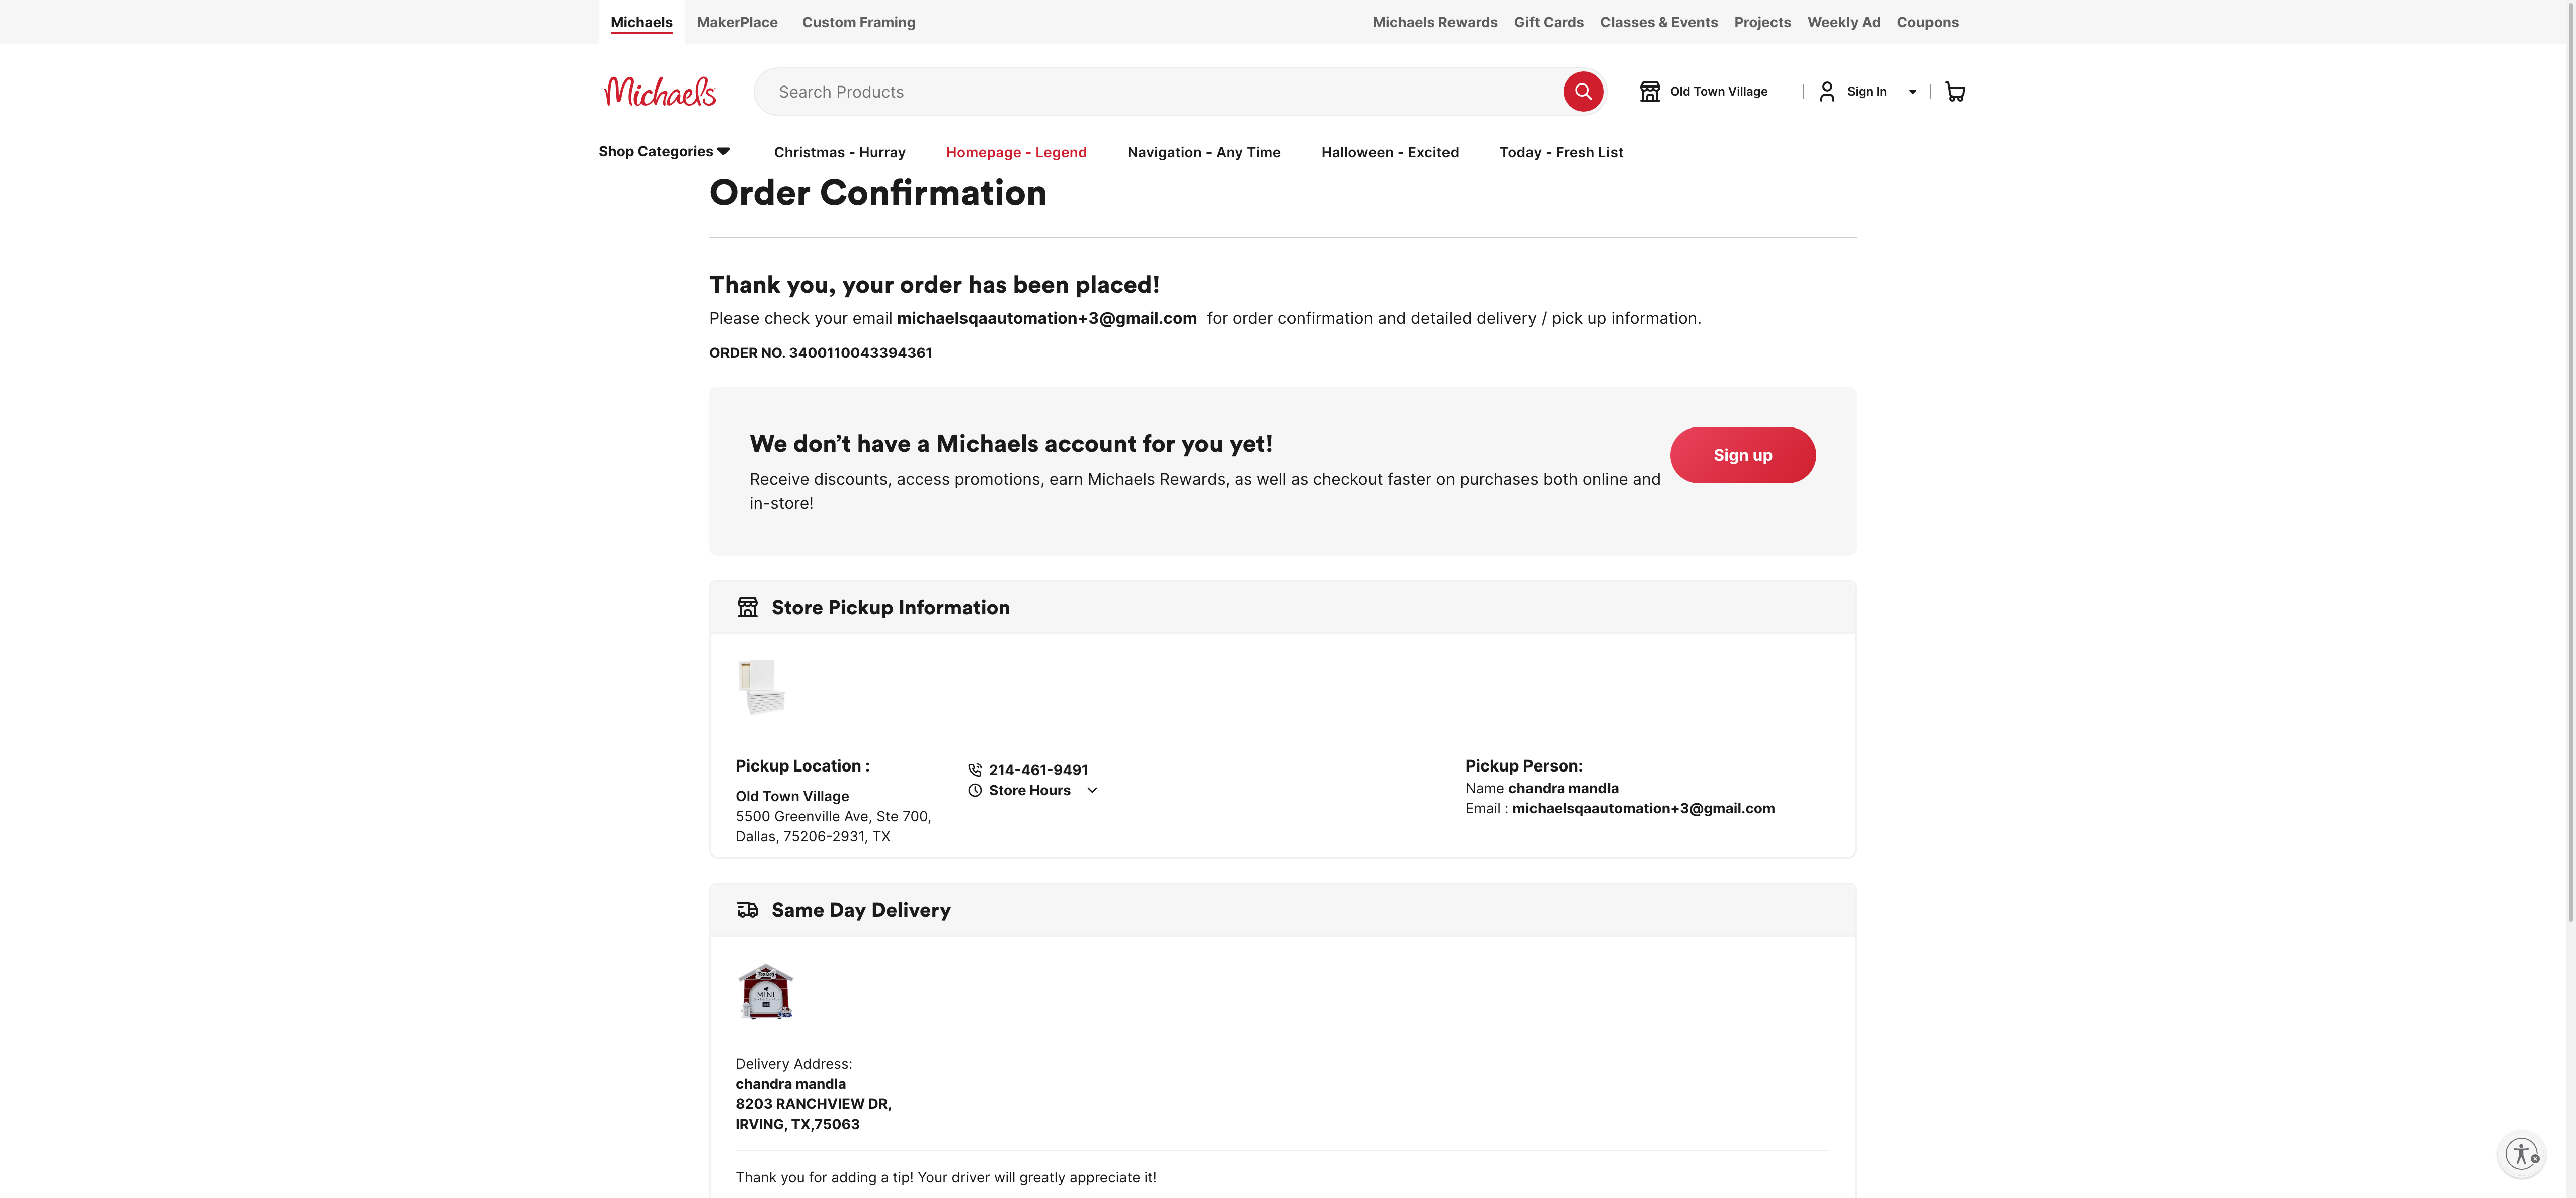 Michaels MakerPlace Custom Framing Michaels Rewards Gift Cards Classes & Events Projects Weekly Ad Coupons
Michaels Search Products Old Town Village | Sign In |
Shop Categories Christmas - Hurray Homepage - Legend Navigation - Any Time Halloween - Excited Today - Fresh List
Order Confirmation
Thank you, your order has been placed!
Please check your email michaelsqaautomation+3@gmail.com for order confirmation and detailed delivery / pick up information.
ORDER NO. 3400110043394361
We don’t have a Michaels account for you yet!
Sign up
Receive discounts, access promotions, earn Michaels Rewards, as well as checkout faster on purchases both online and
in-store!
Store Pickup Information
Pickup Location :
Old Town Village
5500 Greenville Ave, Ste 700,
Dallas, 75206-2931, TX
214-461-9491
Store Hours
Pickup Person:
Name chandra mandla
Email : michaelsqaautomation+3@gmail.com
Same Day Delivery
MINI
Delivery Address:
chandra mandla
8203 RANCHVIEW DR,
IRVING, TX,75063
Thank you for adding a tip! Your driver will greatly appreciate it!